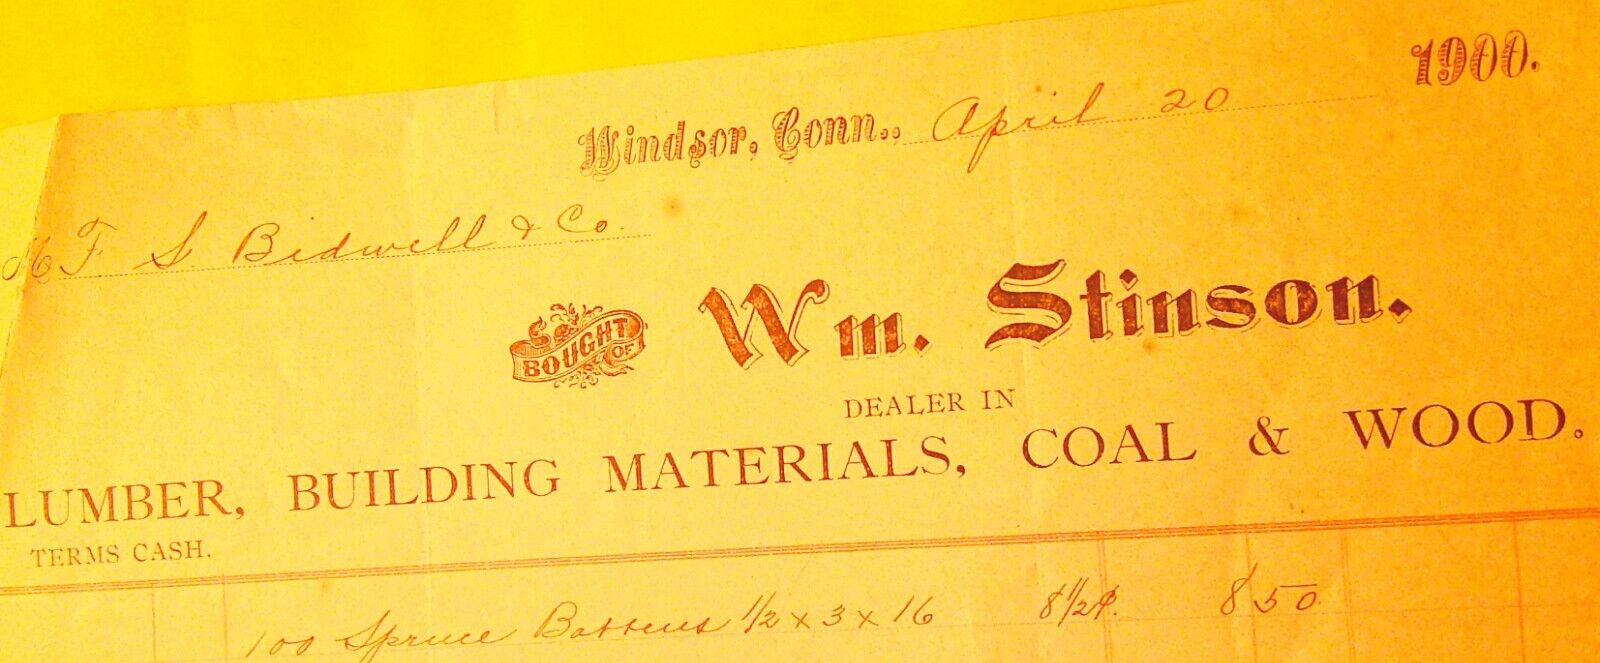 Windsor, Conn., April 20 1900.
M F. S. Bidwell & Co.
BOUGHT OF Wm. Stinson.
DEALER IN
LUMBER, BUILDING MATERIALS, COAL & WOOD.
TERMS CASH.
100 Spruce Battens 1/2 x 3 x 16 8 1/2¢. 8 50